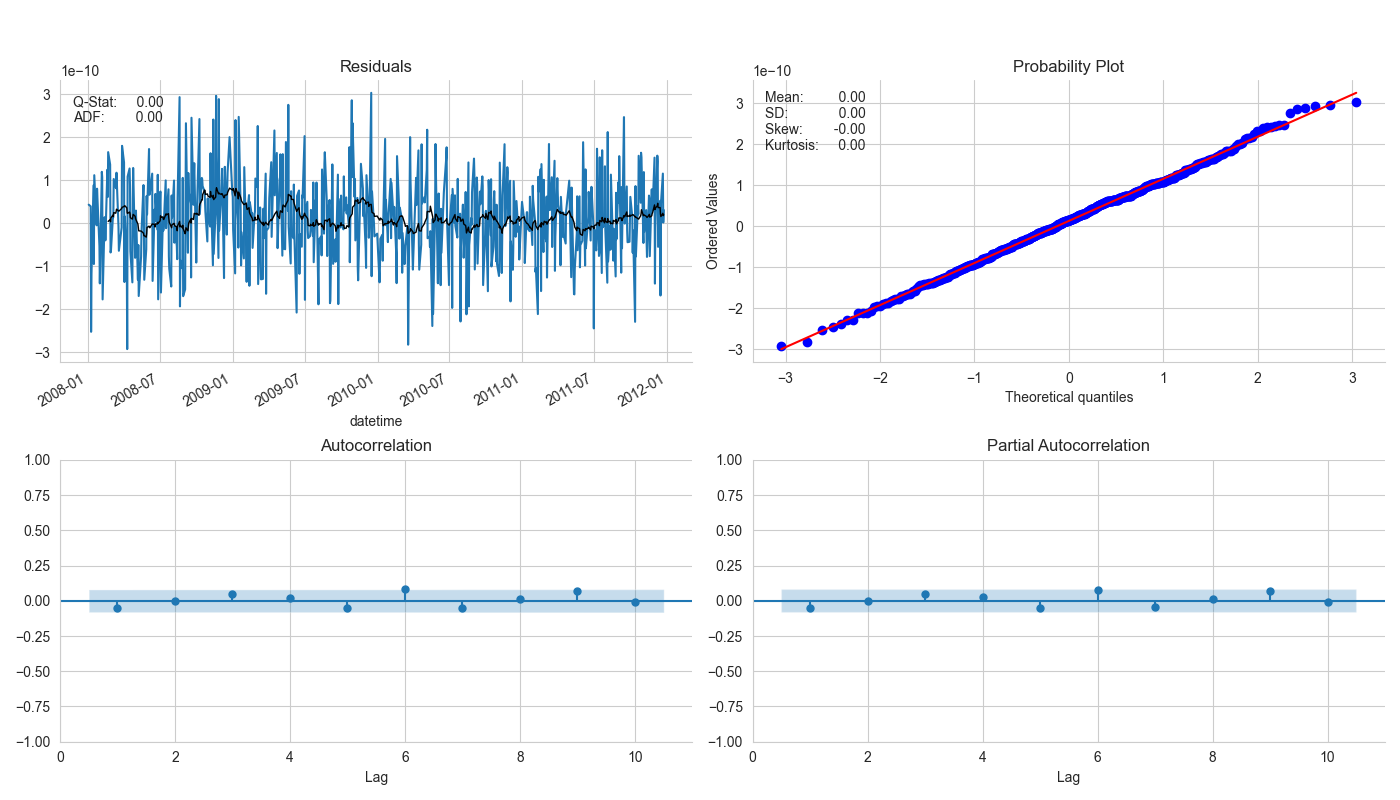 Residuals
1e−10
Q-Stat: 0.00
ADF: 0.00
3
2
1
0
−1
−2
−3
2008-01
2008-07
2009-01
2009-07
2010-01
2010-07
2011-01
2011-07
2012-01
datetime
Probability Plot
1e−10
Mean: 0.00
SD: 0.00
Skew: -0.00
Kurtosis: 0.00
Ordered Values
3
2
1
0
−1
−2
−3
−3 −2 −1 0 1 2 3
Theoretical quantiles
Autocorrelation
1.00
0.75
0.50
0.25
0.00
−0.25
−0.50
−0.75
−1.00
0 2 4 6 8 10
Lag
Partial Autocorrelation
1.00
0.75
0.50
0.25
0.00
−0.25
−0.50
−0.75
−1.00
0 2 4 6 8 10
Lag